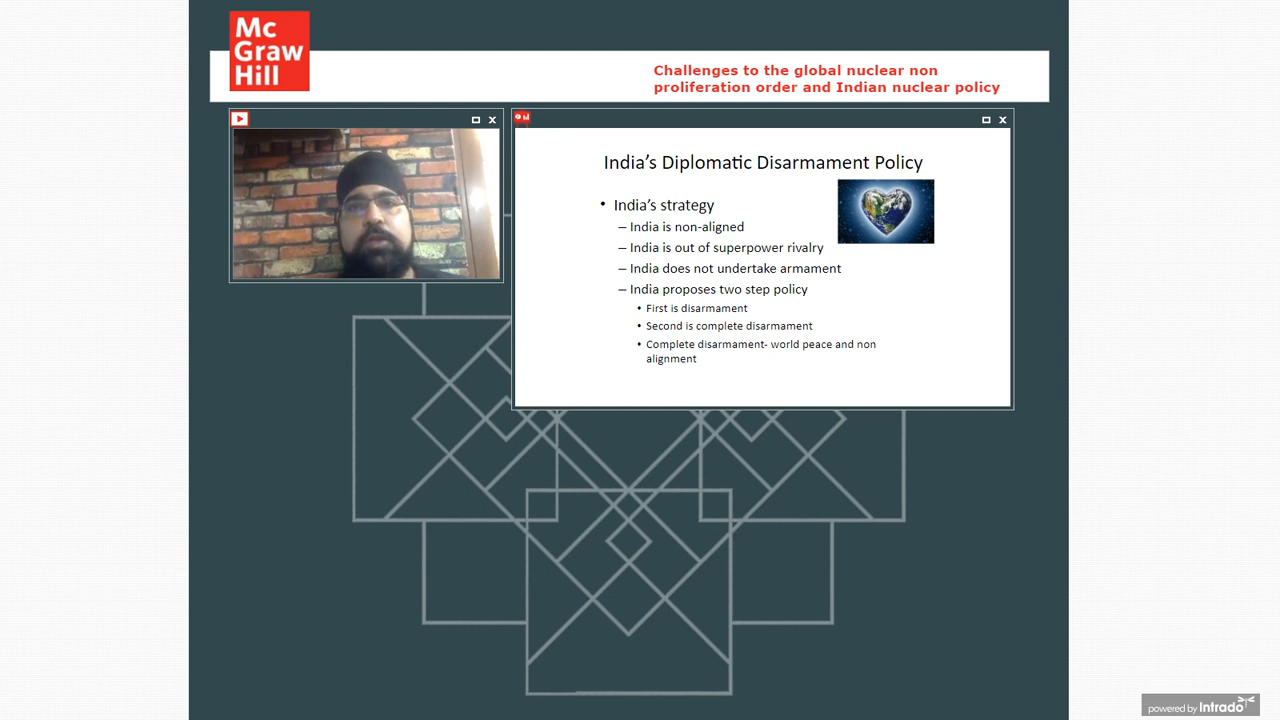 Mc
Graw
Hill
Challenges to the global nuclear non
proliferation order and Indian nuclear policy
India's Diplomatic Disarmament Policy
• India's strategy
– India is non-aligned
– India is out of superpower rivalry
– India does not undertake armament
– India proposes two step policy
• First is disarmament
• Second is complete disarmament
• Complete disarmament- world peace and non
alignment
powered by Intrado